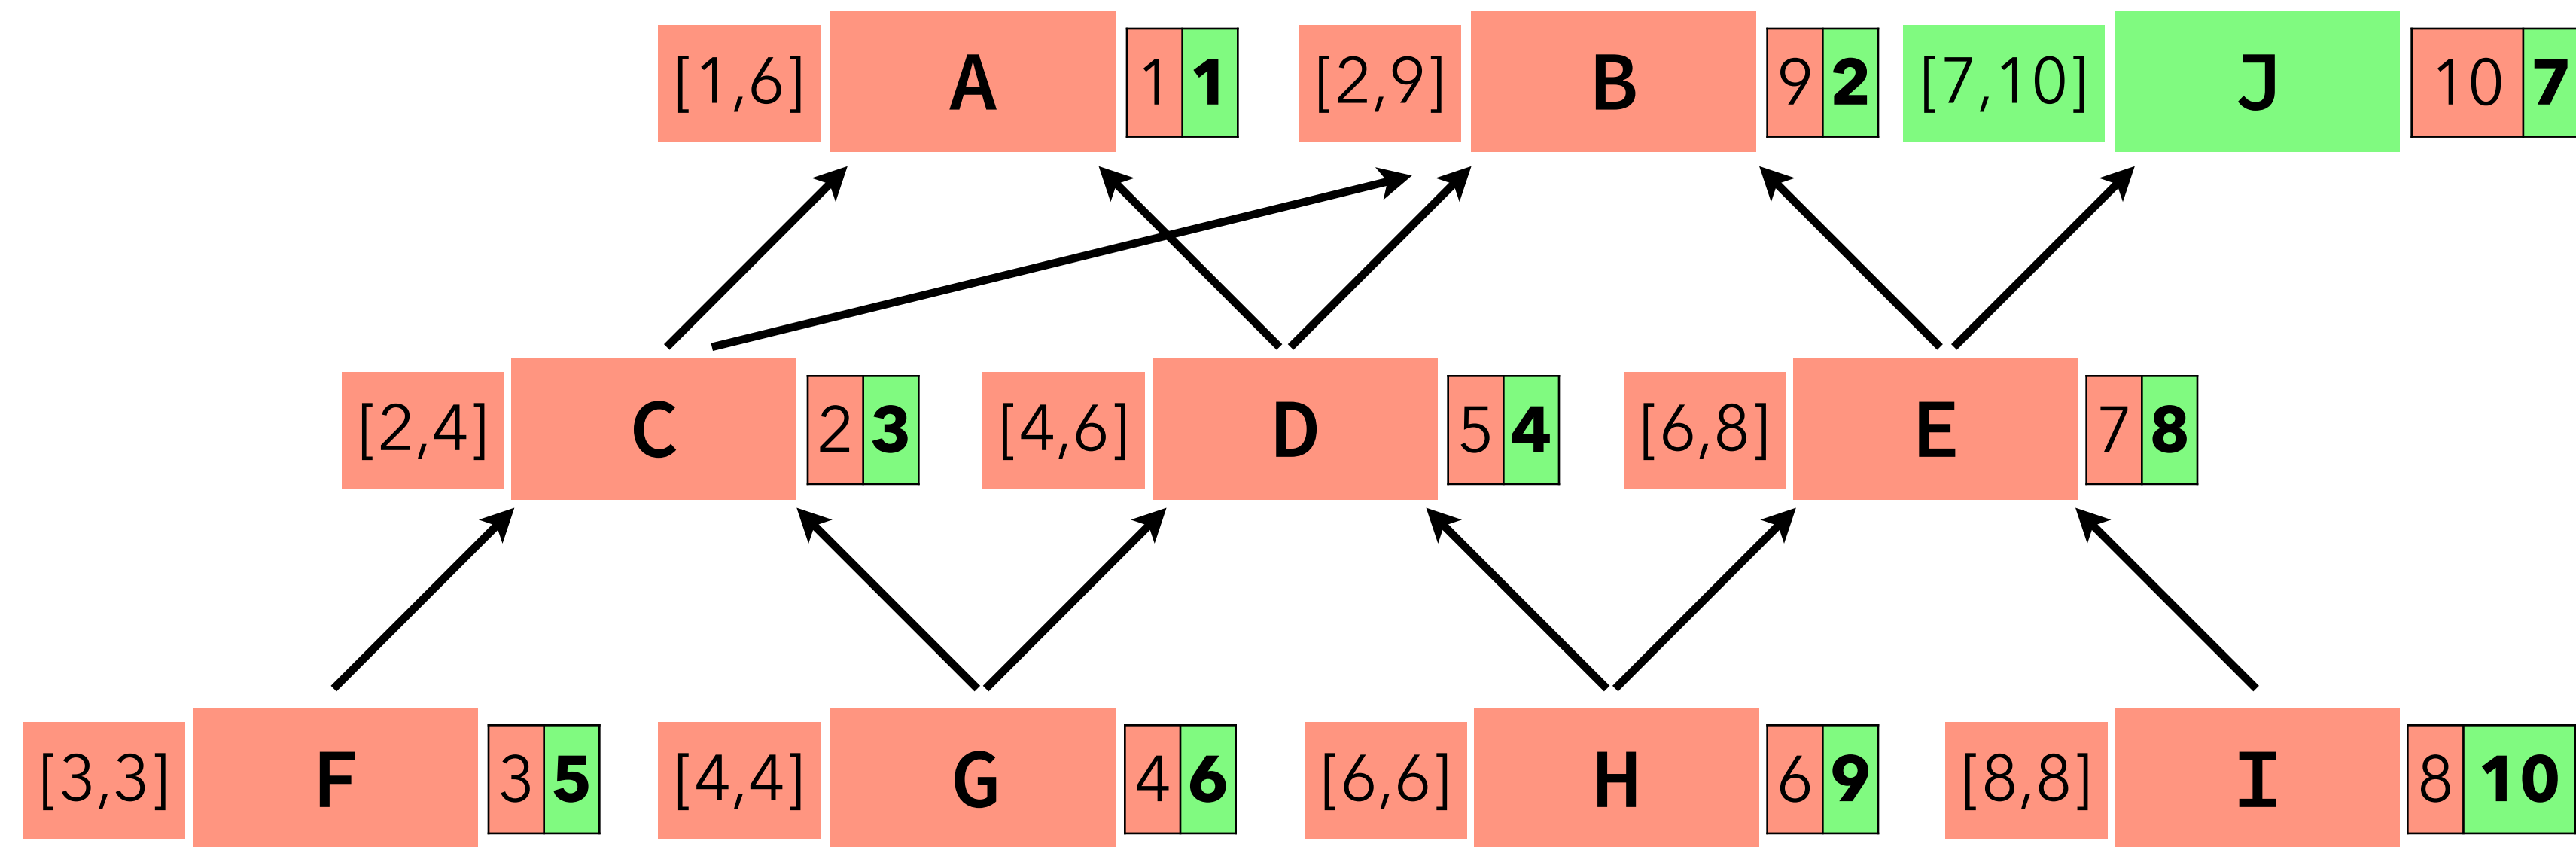 [1,6] A 1 1 [2,9] B 9 2 [7,10] J 10 7
[2,4] C 2 3 [4,6] D 5 4 [6,8] E 7 8
[3,3] F 3 5 [4,4] G 4 6 [6,6] H 6 9 [8,8] I 8 10